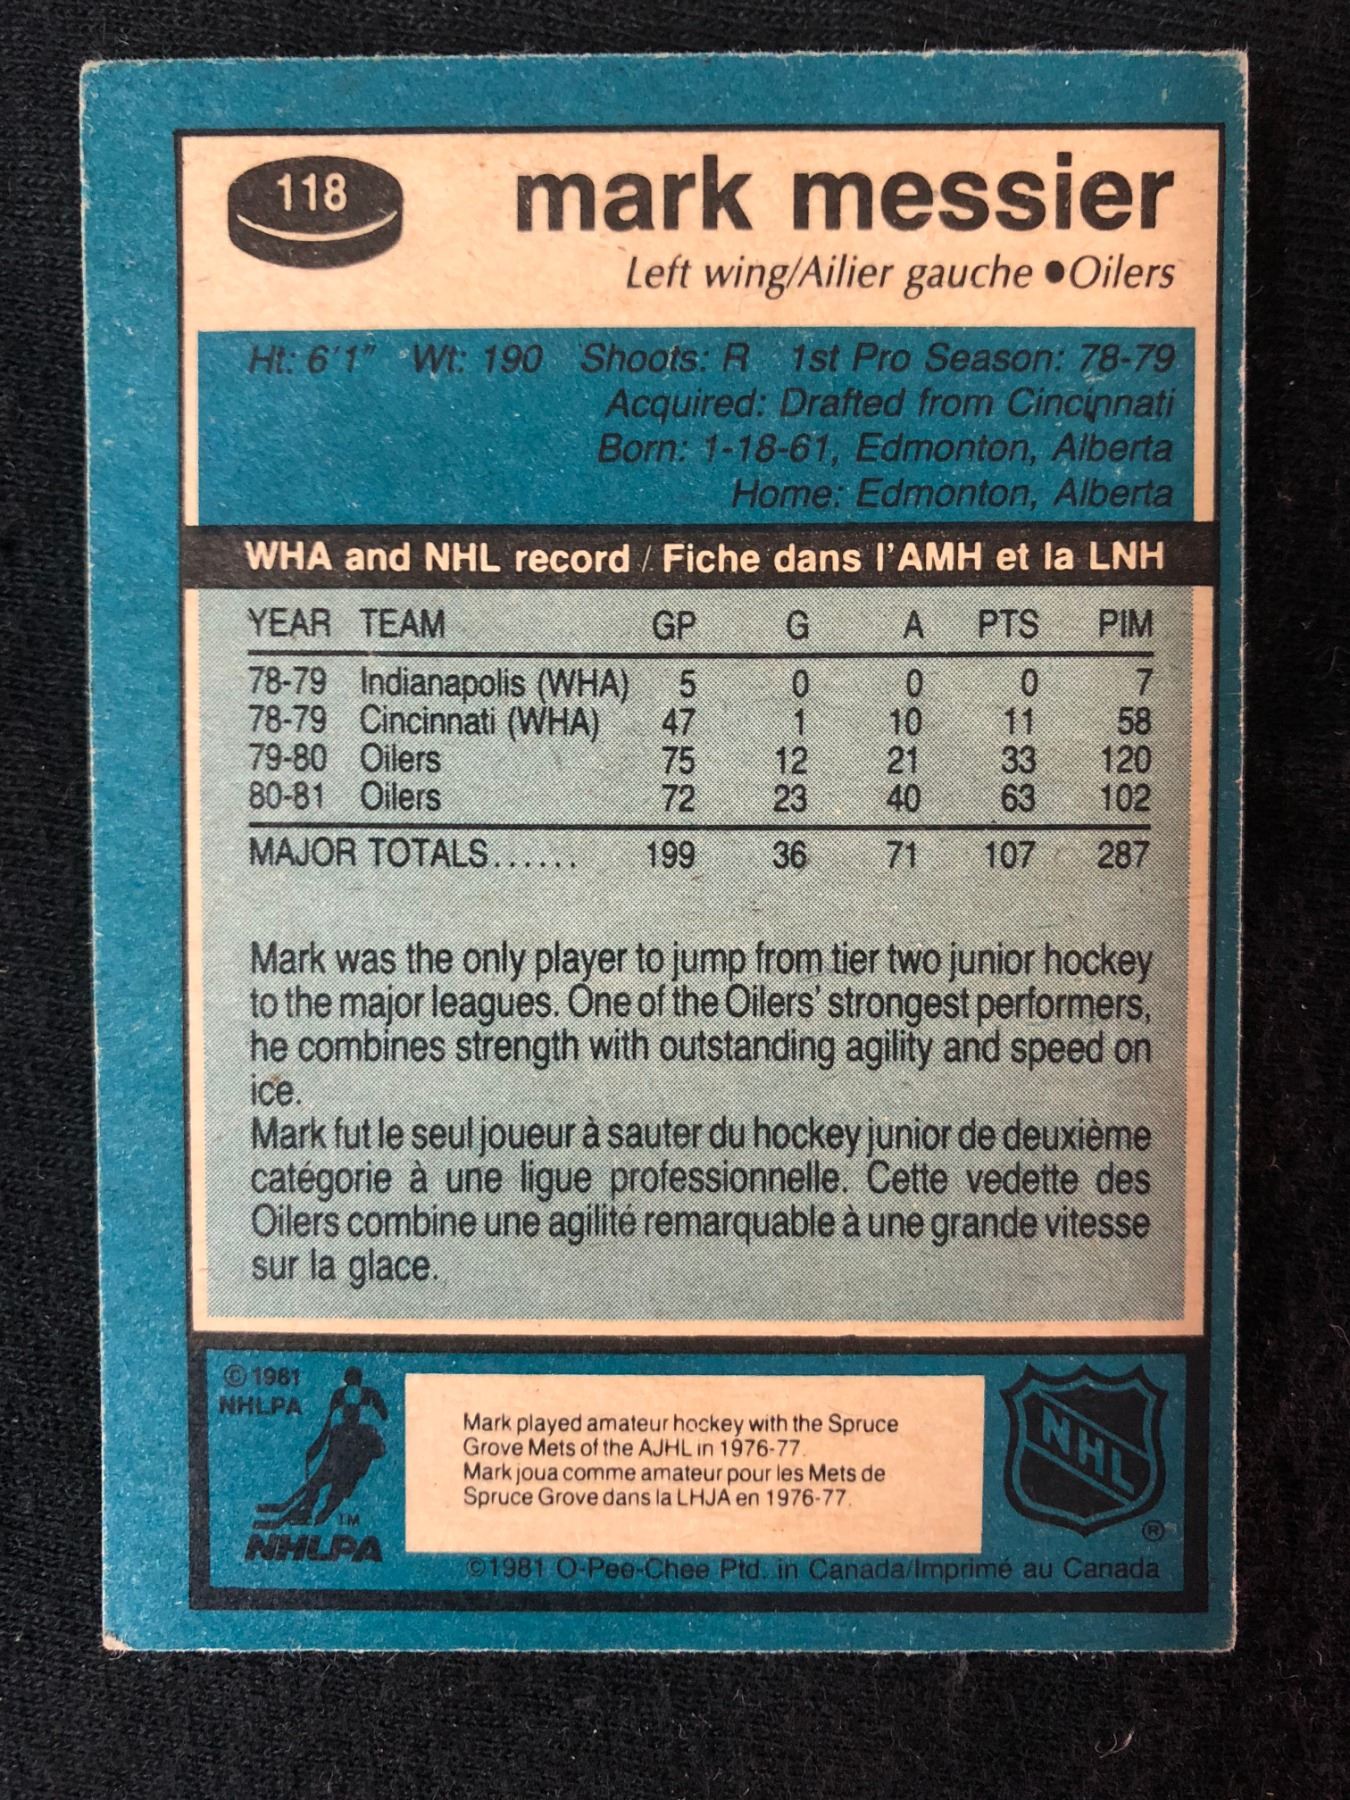 118
mark messier
Left wing/Ailier gauche ●Oilers
Ht: 6'1" Wt: 190 Shoots: R 1st Pro Season: 78-79
Acquired: Drafted from Cincinnati
Born: 1-18-61, Edmonton, Alberta
Home: Edmonton, Alberta
WHA and NHL record / Fiche dans l'AMH et la LNH
YEAR TEAM GP G A PTS PIM
78-79 Indianapolis (WHA) 5 0 0 0 7
78-79 Cincinnati (WHA) 47 1 10 11 58
79-80 Oilers 75 12 21 33 120
80-81 Oilers 72 23 40 63 102
MAJOR TOTALS...... 199 36 71 107 287
Mark was the only player to jump from tier two junior hockey
to the major leagues. One of the Oilers' strongest performers,
he combines strength with outstanding agility and speed on
ice.
Mark fut le seul joueur à sauter du hockey junior de deuxième
catégorie à une ligue professionnelle. Cette vedette des
Oilers combine une agilité remarquable à une grande vitesse
sur la glace.
© 1981
NHLPA
TM
NHLPA
Mark played amateur hockey with the Spruce
Grove Mets of the AJHL in 1976-77.
Mark joua comme amateur pour les Mets de
Spruce Grove dans la LHJA en 1976-77.
NHL
®
©1981 O-Pee-Chee Ptd. in Canada/Imprimé au Canada